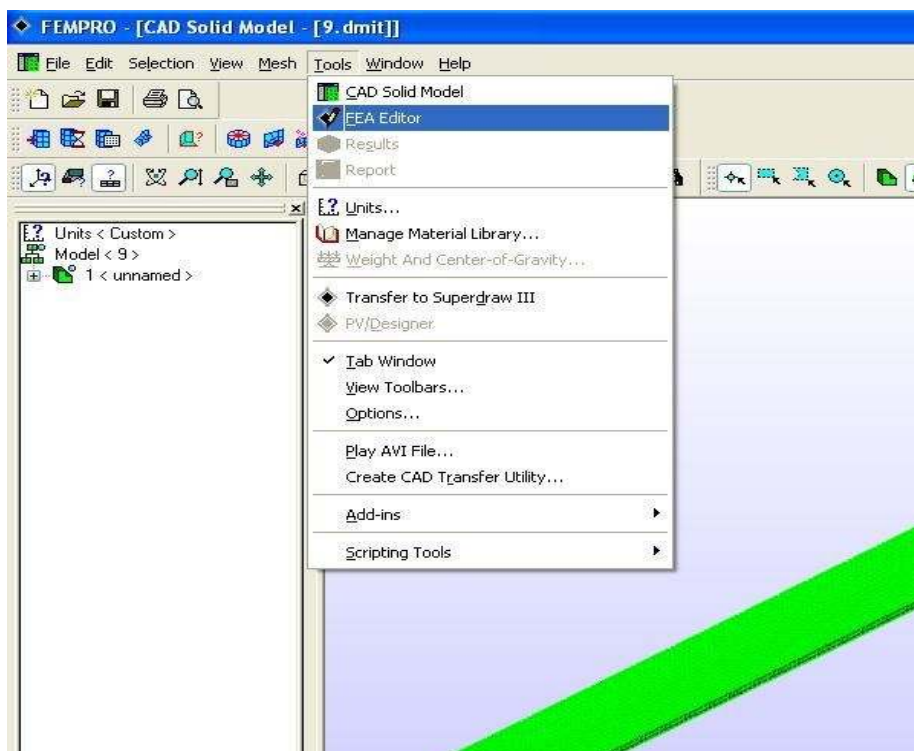 FEMPRO - [CAD Solid Model - [9.dmit]]
File Edit Selection View Mesh Tools Window Help
CAD Solid Model
FEA Editor
Results
Report
Units...
Manage Material Library...
Weight And Center-of-Gravity...
Transfer to Superdraw III
PV/Designer
Tab Window
View Toolbars...
Options...
Play AVI File...
Create CAD Transfer Utility...
Add-ins
Scripting Tools
Units < Custom >
Model < 9 >
1 < unnamed >